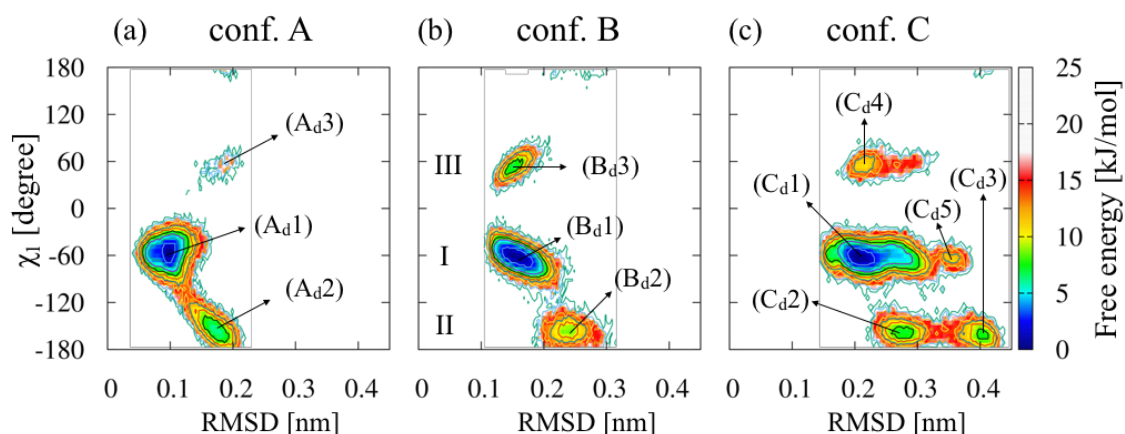 (a) conf. A (b) conf. B (c) conf. C
180
120
60
0
-60
-120
-180
χ₁ [degree]
(Ad3)
(Ad1)
(Ad2)
0 0.1 0.2 0.3 0.4
RMSD [nm]
III
I
II
(Bd3)
(Bd1)
(Bd2)
0 0.1 0.2 0.3 0.4
RMSD [nm]
(Cd4)
(Cd1)
(Cd3)
(Cd5)
(Cd2)
0 0.1 0.2 0.3 0.4
RMSD [nm]
25
20
15
10
5
0
Free energy [kJ/mol]